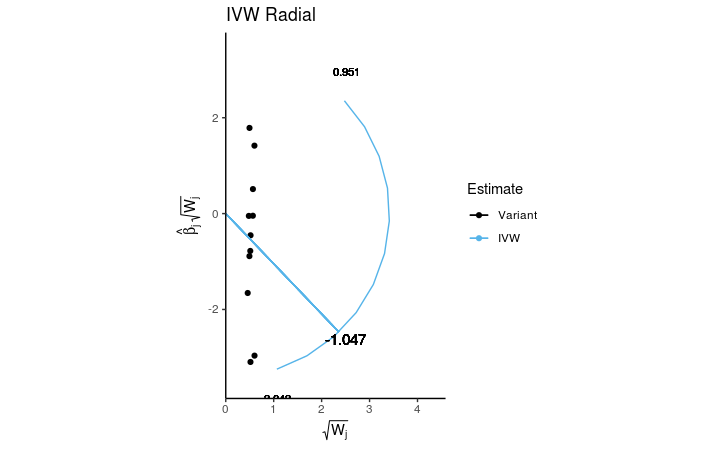 IVW Radial
0.951
2
0
-2
β̂ⱼ√Wⱼ
-1.047
0
1
2
3
4
√Wⱼ
Estimate
Variant
IVW